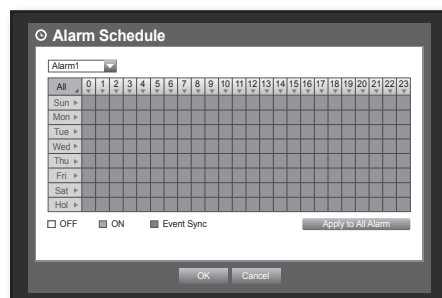 Alarm Schedule
Alarm1
All 0 1 2 3 4 5 6 7 8 9 10 11 12 13 14 15 16 17 18 19 20 21 22 23
Sun
Mon
Tue
Wed
Thu
Fri
Sat
Hol
OFF ON Event Sync Apply to All Alarm
OK Cancel